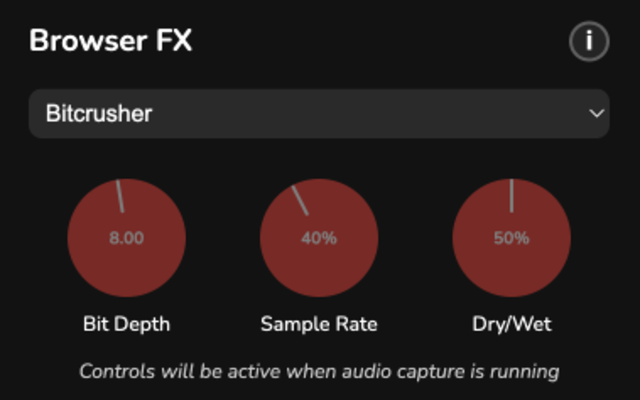 Browser FX
i
Bitcrusher
8.00 40% 50%
Bit Depth Sample Rate Dry/Wet
Controls will be active when audio capture is running